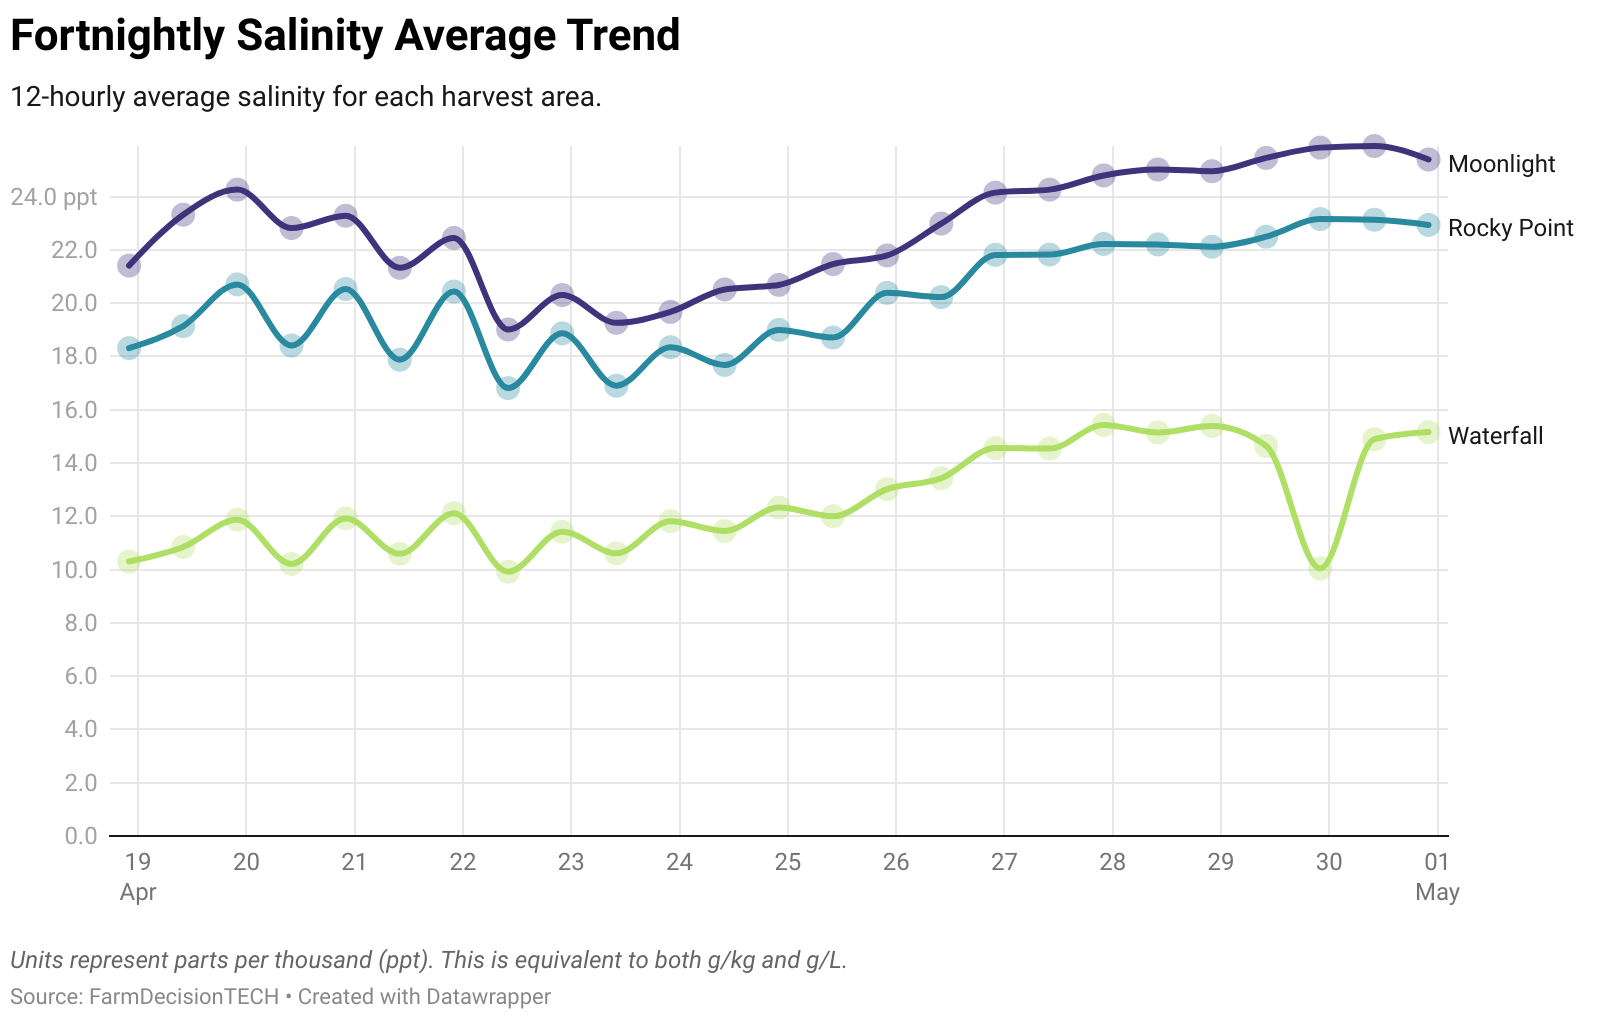 Fortnightly Salinity Average Trend
12-hourly average salinity for each harvest area.
Moonlight
24.0 ppt
Rocky Point
22.0
20.0
18.0
16.0
Waterfall
14.0
12.0
10.0
8.0
6.0
4.0
2.0
0.0
19 20 21 22 23 24 25 26 27 28 29 30 01
Apr May
Units represent parts per thousand (ppt). This is equivalent to both g/kg and g/L.
Source: FarmDecisionTECH • Created with Datawrapper